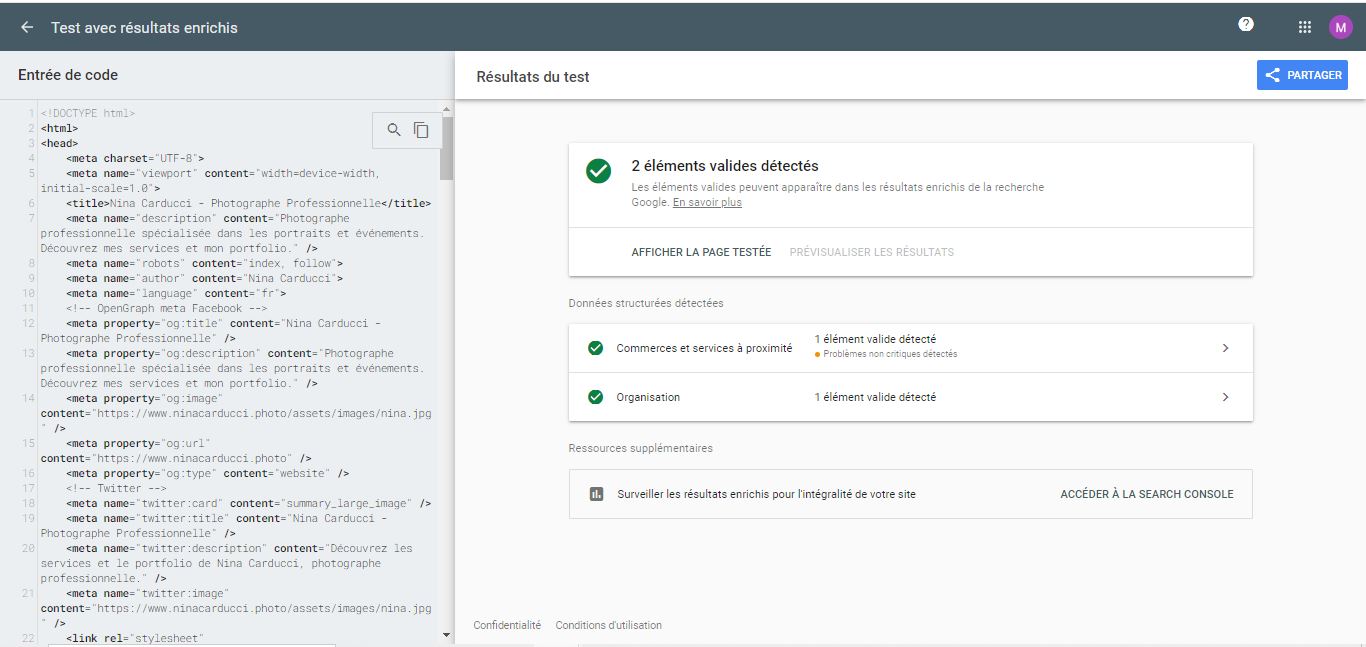 Test avec résultats enrichis
?
M
Entrée de code
Résultats du test
PARTAGER
1 <!DOCTYPE html>
2 <html>
3 <head>
4 <meta charset="UTF-8">
5 <meta name="viewport" content="width=device-width,
initial-scale=1.0">
6 <title>Nina Carducci - Photographe Professionnelle</title>
7 <meta name="description" content="Photographe
professionnelle spécialisée dans les portraits et événements.
Découvrez mes services et mon portfolio." />
8 <meta name="robots" content="index, follow">
9 <meta name="author" content="Nina Carducci">
10 <meta name="language" content="fr">
11 <!-- OpenGraph meta Facebook -->
12 <meta property="og:title" content="Nina Carducci -
Photographe Professionnelle" />
13 <meta property="og:description" content="Photographe
professionnelle spécialisée dans les portraits et événements.
Découvrez mes services et mon portfolio." />
14 <meta property="og:image"
content="https://www.ninacarducci.photo/assets/images/nina.jpg
" />
15 <meta property="og:url"
content="https://www.ninacarducci.photo" />
16 <meta property="og:type" content="website" />
17 <!-- Twitter -->
18 <meta name="twitter:card" content="summary_large_image" />
19 <meta name="twitter:title" content="Nina Carducci -
Photographe Professionnelle" />
20 <meta name="twitter:description" content="Découvrez les
services et le portfolio de Nina Carducci, photographe
professionnelle." />
21 <meta name="twitter:image"
content="https://www.ninacarducci.photo/assets/images/nina.jpg
" />
22 <link rel="stylesheet"
2 éléments valides détectés
Les éléments valides peuvent apparaître dans les résultats enrichis de la recherche
Google. En savoir plus
AFFICHER LA PAGE TESTÉE PRÉVISUALISER LES RÉSULTATS
Données structurées détectées
Commerces et services à proximité
1 élément valide détecté
Problèmes non critiques détectés
Organisation
1 élément valide détecté
Ressources supplémentaires
Surveiller les résultats enrichis pour l'intégralité de votre site
ACCÉDER À LA SEARCH CONSOLE
Confidentialité Conditions d'utilisation